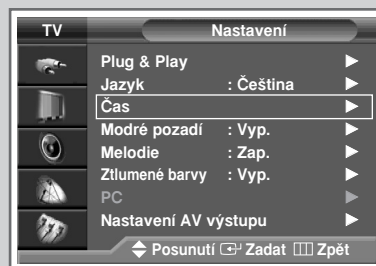 TV Nastavení
Plug & Play
Jazyk : Čeština
Čas
Modré pozadí : Vyp.
Melodie : Zap.
Ztlumené barvy : Vyp.
PC
Nastavení AV výstupu
Posunutí Zadat Zpět